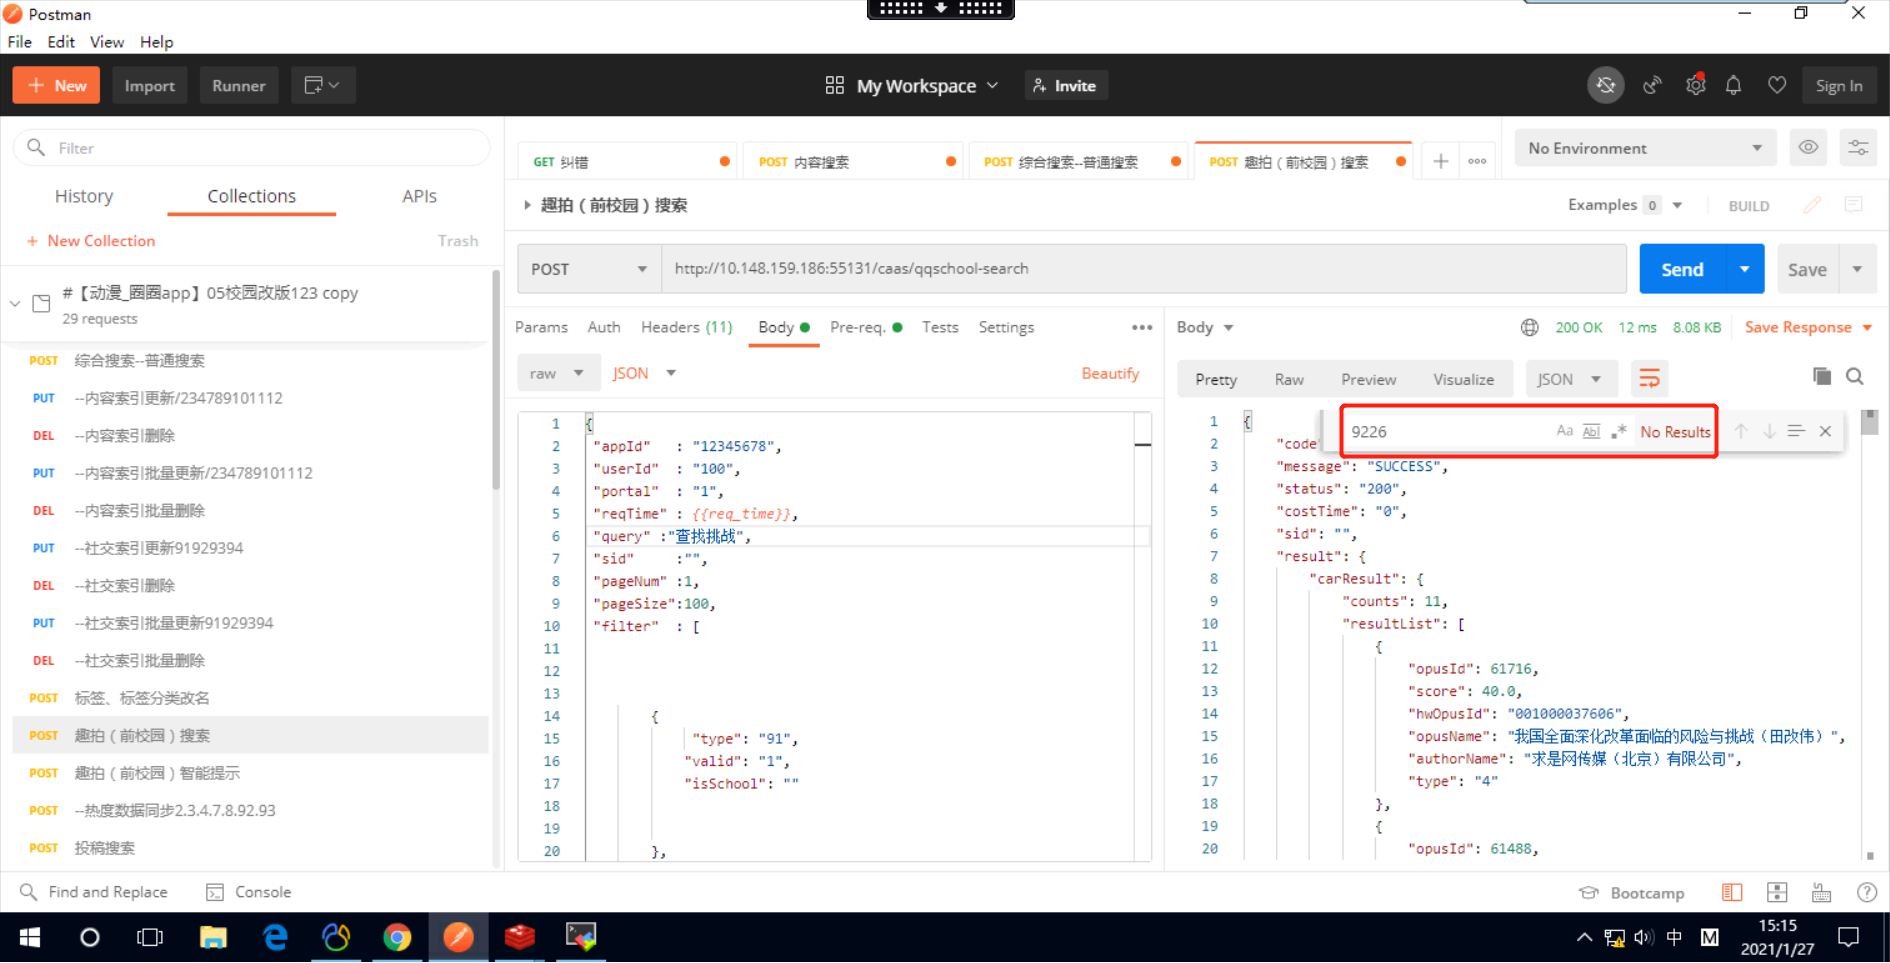 Postman
File Edit View Help
New Import Runner My Workspace Invite Sign In
Filter
History Collections APIs
+ New Collection Trash
#【动漫_圈圈app】05校园改版123 copy
29 requests
POST 综合搜索--普通搜索
PUT --内容索引更新/234789101112
DEL --内容索引删除
PUT --内容索引批量更新/234789101112
DEL --内容索引批量删除
PUT --社交索引更新91929394
DEL --社交索引删除
PUT --社交索引批量更新91929394
DEL --社交索引批量删除
POST 标签、标签分类改名
POST 趣拍（前校园）搜索
POST 趣拍（前校园）智能提示
POST --热度数据同步2.3.4.7.8.92.93
POST 投稿搜索
GET 纠错 POST 内容搜索 POST 综合搜索--普通搜索 POST 趣拍（前校园）搜索
No Environment
趣拍（前校园）搜索 Examples 0 BUILD
POST http://10.148.159.186:55131/caas/qqschool-search Send Save
Params Auth Headers (11) Body Pre-req. Tests Settings
raw JSON Beautify
1 {
2 "appId" : "12345678",
3 "userId" : "100",
4 "portal" : "1",
5 "reqTime" : {{req_time}},
6 "query" :"查找挑战",
7 "sid" :"",
8 "pageNum" :1,
9 "pageSize":100,
10 "filter" : [
11
12
13
14 {
15 "type": "91",
16 "valid": "1",
17 "isSchool": ""
18
19
20 },
Body 200 OK 12 ms 8.08 KB Save Response
Pretty Raw Preview Visualize JSON
9226 Aa Abl .* No Results
1 {
2 "code"
3 "message": "SUCCESS",
4 "status": "200",
5 "costTime": "0",
6 "sid": "",
7 "result": {
8 "carResult": {
9 "counts": 11,
10 "resultList": [
11 {
12 "opusId": 61716,
13 "score": 40.0,
14 "hwOpusId": "001000037606",
15 "opusName": "我国全面深化改革面临的风险与挑战（田改伟）",
16 "authorName": "求是网传媒（北京）有限公司",
17 "type": "4"
18 },
19 {
20 "opusId": 61488,
Find and Replace Console Bootcamp
中 M 15:15
2021/1/27